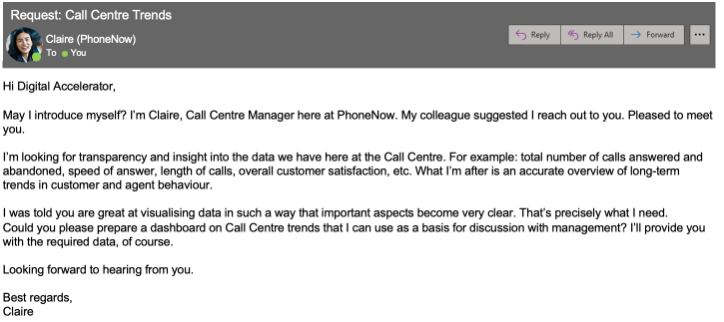 Request: Call Centre Trends
Claire (PhoneNow)
To You
Reply
Reply All
Forward
...
Hi Digital Accelerator,
May I introduce myself? I'm Claire, Call Centre Manager here at PhoneNow. My colleague suggested I reach out to you. Pleased to meet
you.
I'm looking for transparency and insight into the data we have here at the Call Centre. For example: total number of calls answered and
abandoned, speed of answer, length of calls, overall customer satisfaction, etc. What I'm after is an accurate overview of long-term
trends in customer and agent behaviour.
I was told you are great at visualising data in such a way that important aspects become very clear. That's precisely what I need.
Could you please prepare a dashboard on Call Centre trends that I can use as a basis for discussion with management? I'll provide you
with the required data, of course.
Looking forward to hearing from you.
Best regards,
Claire